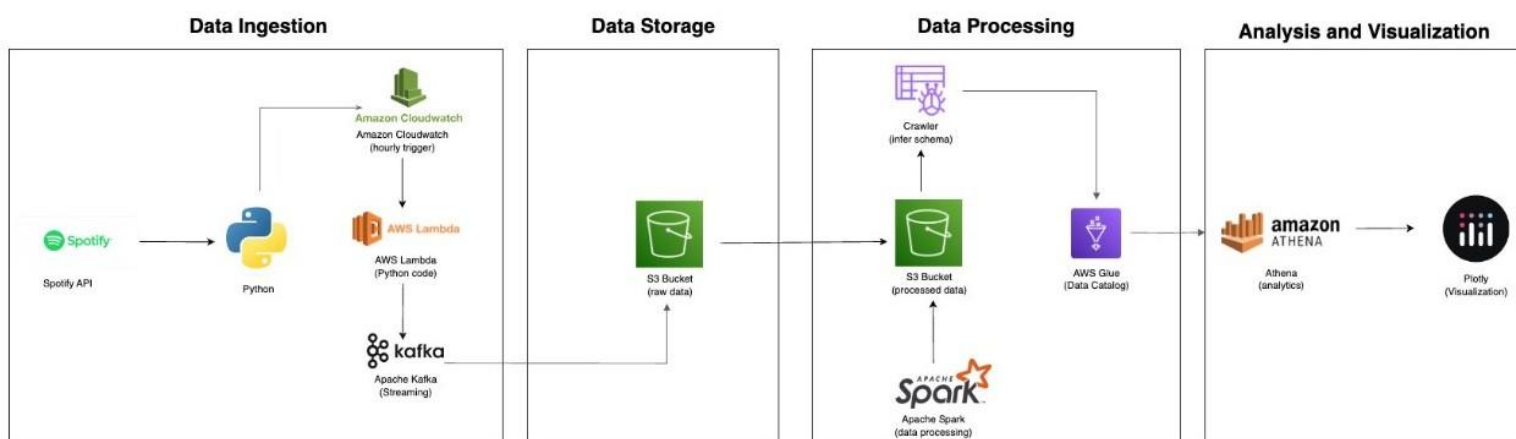 Data Ingestion
Data Storage
Data Processing
Analysis and Visualization
Spotify
Spotify API
Python
Amazon Cloudwatch
Amazon Cloudwatch
(hourly trigger)
AWS Lambda
AWS Lambda
(Python code)
kafka
Apache Kafka
(Streaming)
S3 Bucket
(raw data)
Crawler
(infer schema)
S3 Bucket
(processed data)
APACHE
Spark
Apache Spark
(data processing)
AWS Glue
(Data Catalog)
amazon
ATHENA
Athena
(analytics)
Plotly
(Visualization)